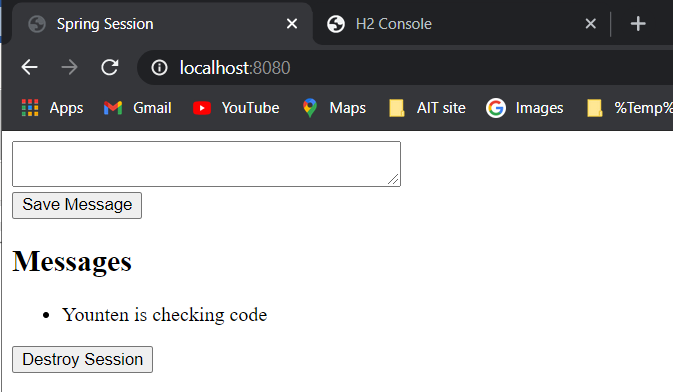 Spring Session
H2 Console
localhost:8080
Apps Gmail YouTube Maps AIT site Images %Temp%
Save Message
Messages
Younten is checking code
Destroy Session